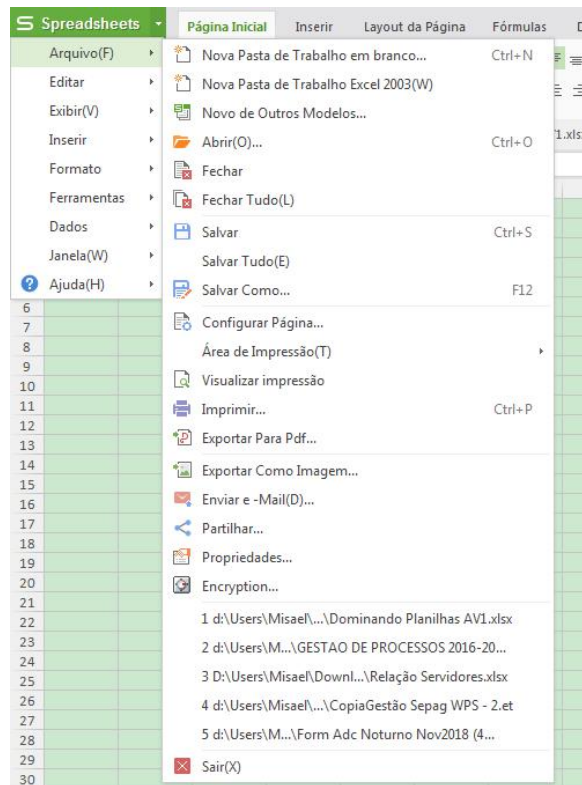 Spreadsheets
Página Inicial Inserir Layout da Página Fórmulas
Arquivo(F)
Editar
Exibir(V)
Inserir
Formato
Ferramentas
Dados
Janela(W)
Ajuda(H)
Nova Pasta de Trabalho em branco... Ctrl+N
Nova Pasta de Trabalho Excel 2003(W)
Novo de Outros Modelos...
Abrir(O)... Ctrl+O
Fechar
Fechar Tudo(L)
Salvar Ctrl+S
Salvar Tudo(E)
Salvar Como... F12
Configurar Página...
Área de Impressão(T)
Visualizar impressão
Imprimir... Ctrl+P
Exportar Para Pdf...
Exportar Como Imagem...
Enviar e -Mail(D)...
Partilhar...
Propriedades...
Encryption...
1 d:\Users\Misael\...\Dominando Planilhas AV1.xlsx
2 d:\Users\M...\GESTAO DE PROCESSOS 2016-20...
3 D:\Users\Misael\Downl...\Relação Servidores.xlsx
4 d:\Users\Misael\...\CopiaGestão Sepag WPS - 2.et
5 d:\Users\M...\Form Adc Noturno Nov2018 (4...
Sair(X)
6
7
8
9
10
11
12
13
14
15
16
17
18
19
20
21
22
23
24
25
26
27
28
29
30